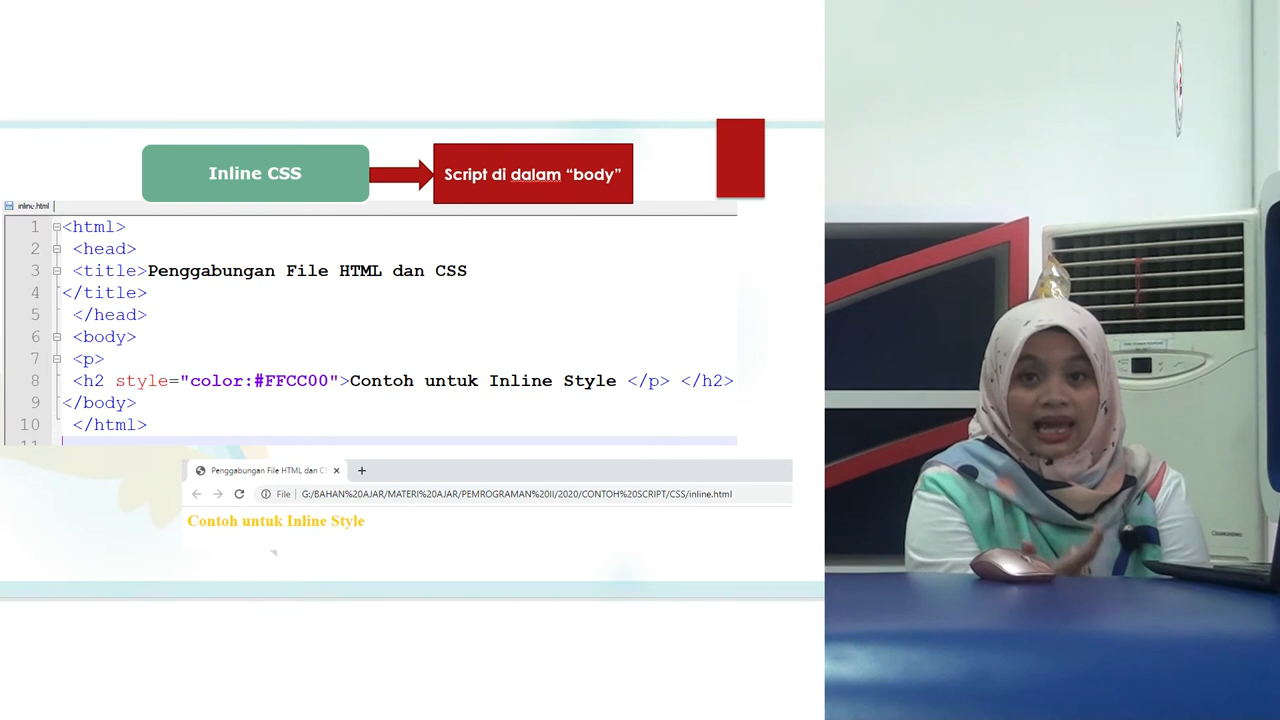 Inline CSS
Script di dalam “body”
inline.html
1 <html>
2 <head>
3 <title>Penggabungan File HTML dan CSS
4 </title>
5 </head>
6 <body>
7 <p>
8 <h2 style="color:#FFCC00">Contoh untuk Inline Style </p> </h2>
9 </body>
10 </html>
11
Penggabungan File HTML dan C
File G:/BAHAN%20AJAR/MATERI%20AJAR/PEMROGRAMAN%20II/2020/CONTOH%20SCRIPT/CSS/inline.html
Contoh untuk Inline Style